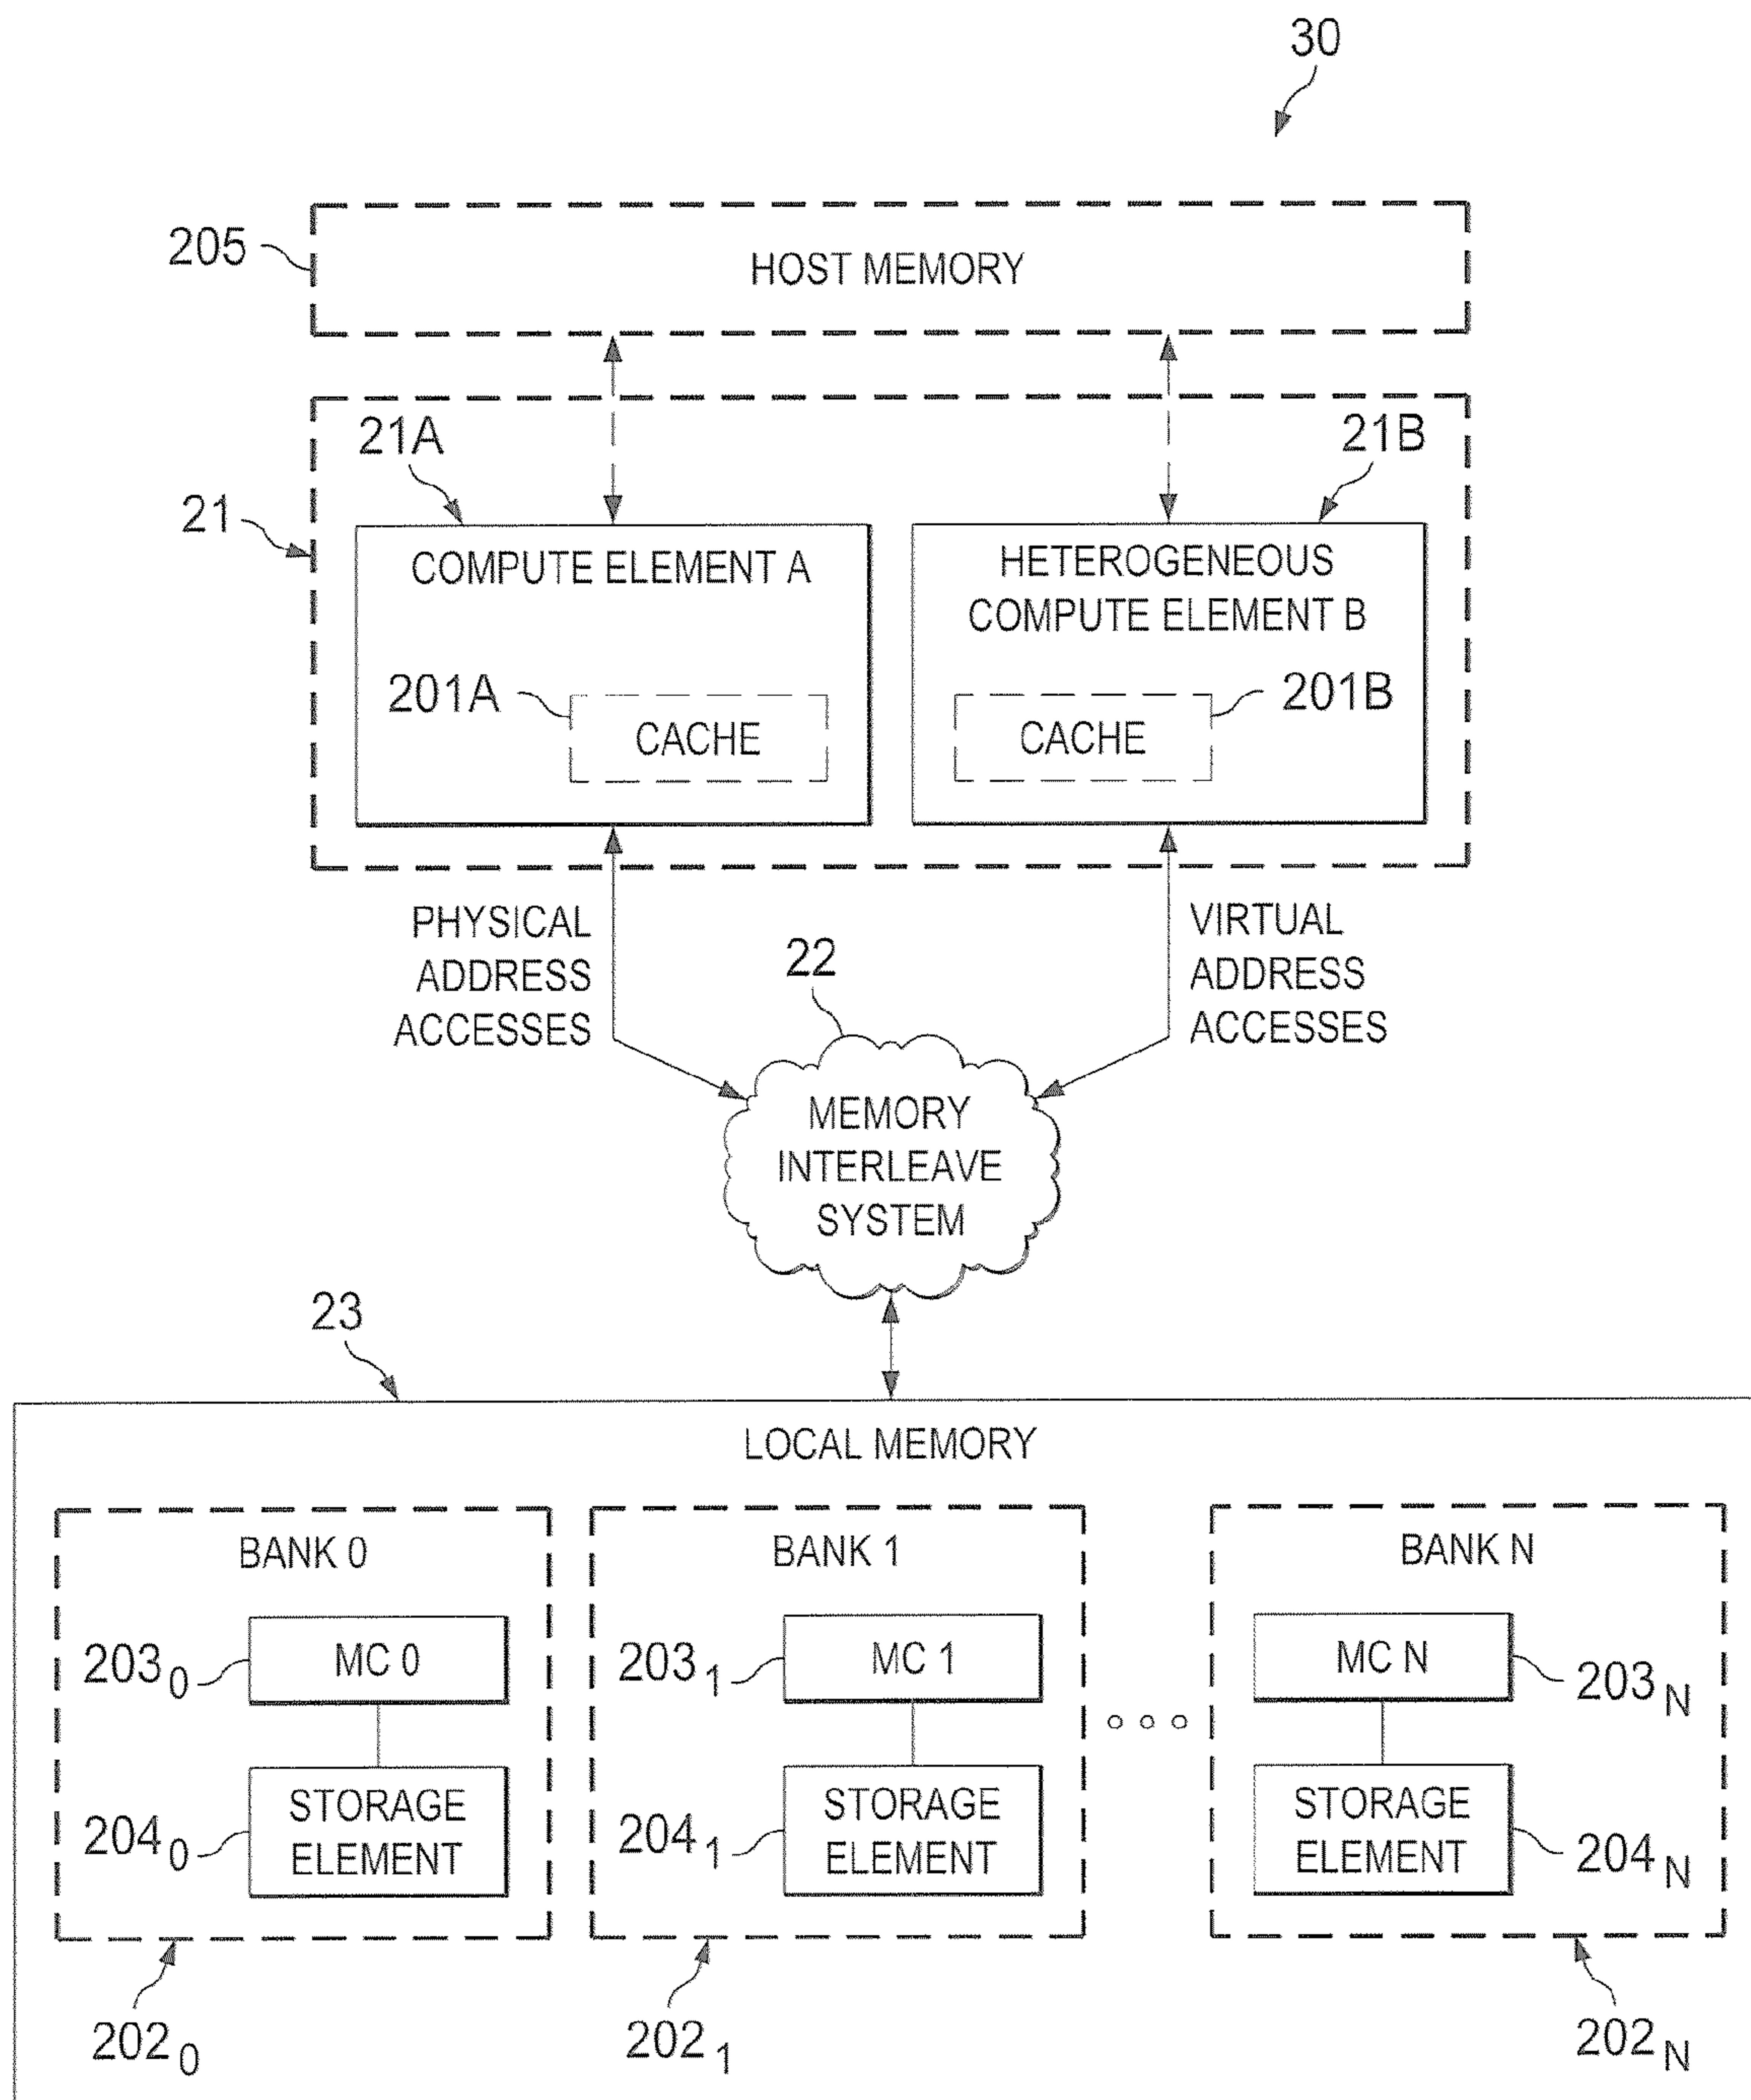 30
205
HOST MEMORY
21A
21B
21
COMPUTE ELEMENT A
HETEROGENEOUS
COMPUTE ELEMENT B
201A
CACHE
CACHE
201B
PHYSICAL
ADDRESS
ACCESSES
VIRTUAL
ADDRESS
ACCESSES
22
MEMORY
INTERLEAVE
SYSTEM
23
LOCAL MEMORY
BANK 0
BANK 1
BANK N
203 0
MC 0
203 1
MC 1
MC N
203 N
204 0
STORAGE
ELEMENT
204 1
STORAGE
ELEMENT
STORAGE
ELEMENT
204 N
202 0
202 1
202 N